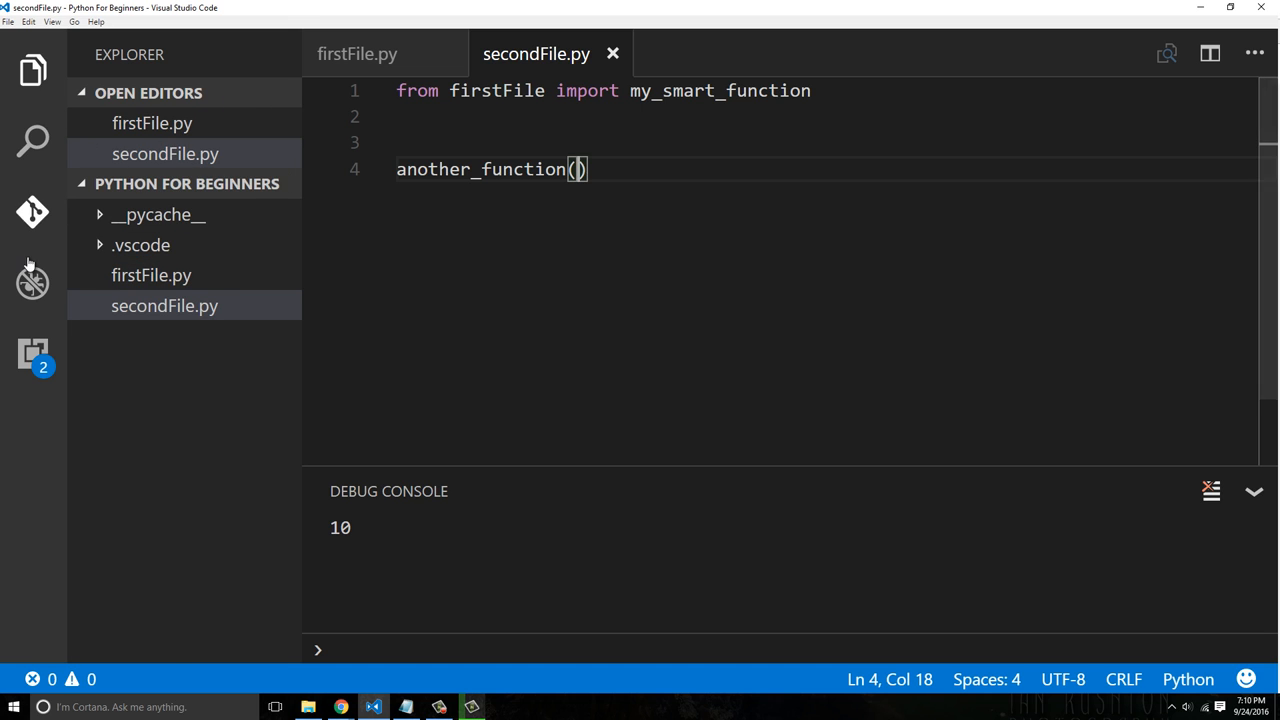 secondFile.py - Python For Beginners - Visual Studio Code
File Edit View Go Help
EXPLORER
OPEN EDITORS
firstFile.py
secondFile.py
PYTHON FOR BEGINNERS
__pycache__
.vscode
firstFile.py
secondFile.py
2
firstFile.py secondFile.py
1 from firstFile import my_smart_function
2
3
4 another_function()
DEBUG CONSOLE
10
0 0 Ln 4, Col 18 Spaces: 4 UTF-8 CRLF Python
I'm Cortana. Ask me anything.
7:10 PM
9/24/2016